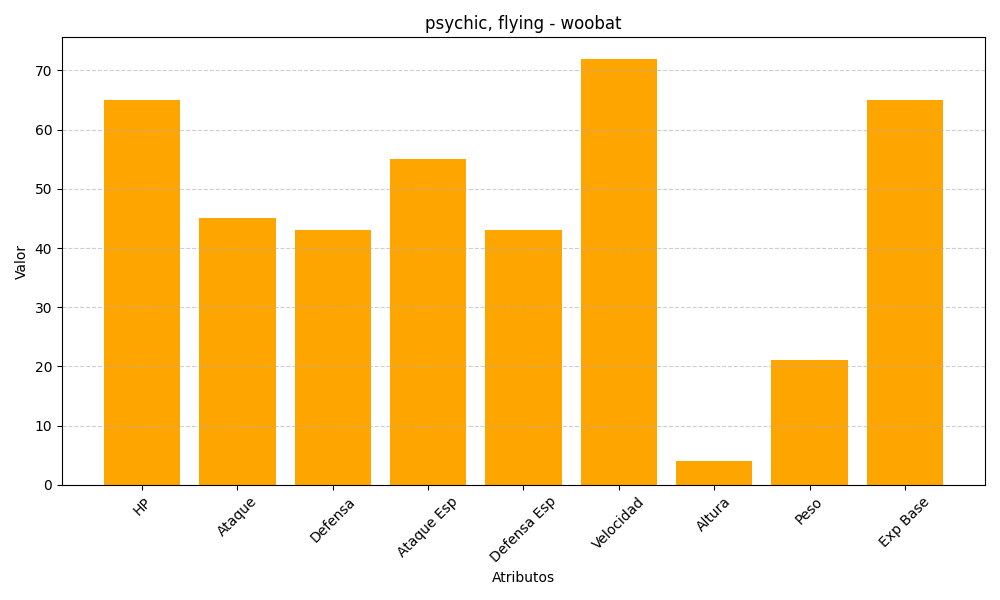 psychic, flying - woobat
Valor
70
60
50
40
30
20
10
0
HP
Ataque
Defensa
Ataque Esp
Defensa Esp
Velocidad
Altura
Peso
Exp Base
Atributos